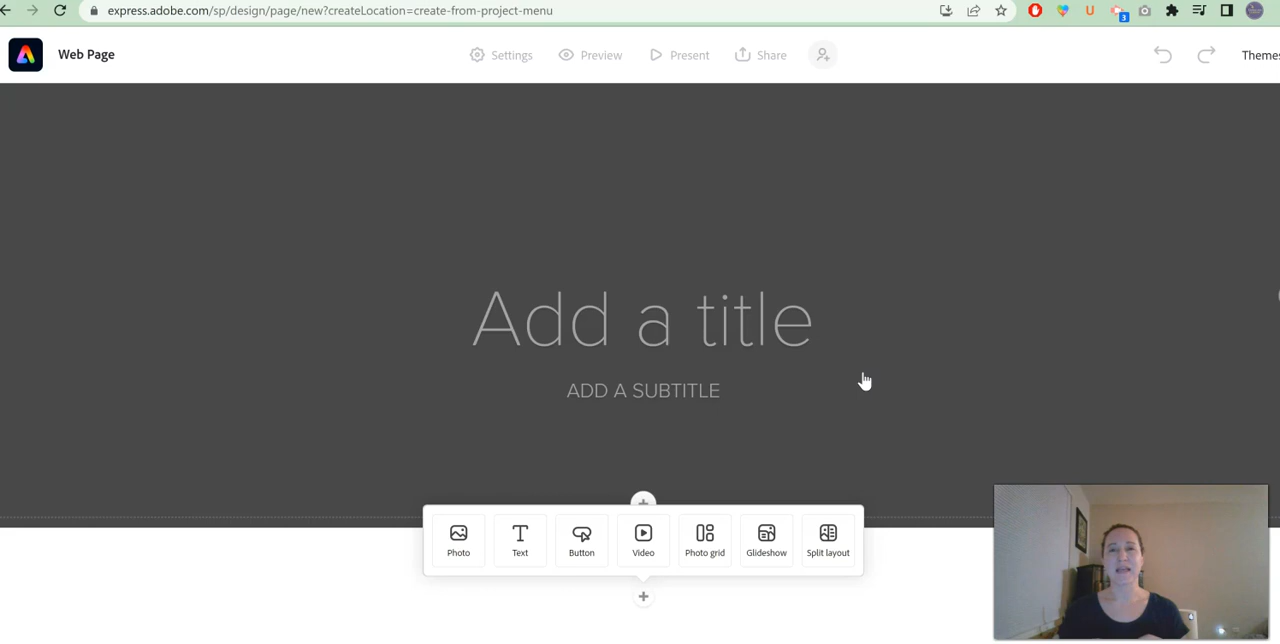 express.adobe.com/sp/design/page/new?createLocation=create-from-project-menu
U
3
Web Page
Settings
Preview
Present
Share
Themes
Add a title
ADD A SUBTITLE
Photo
Text
Button
Video
Photo grid
Glideshow
Split layout